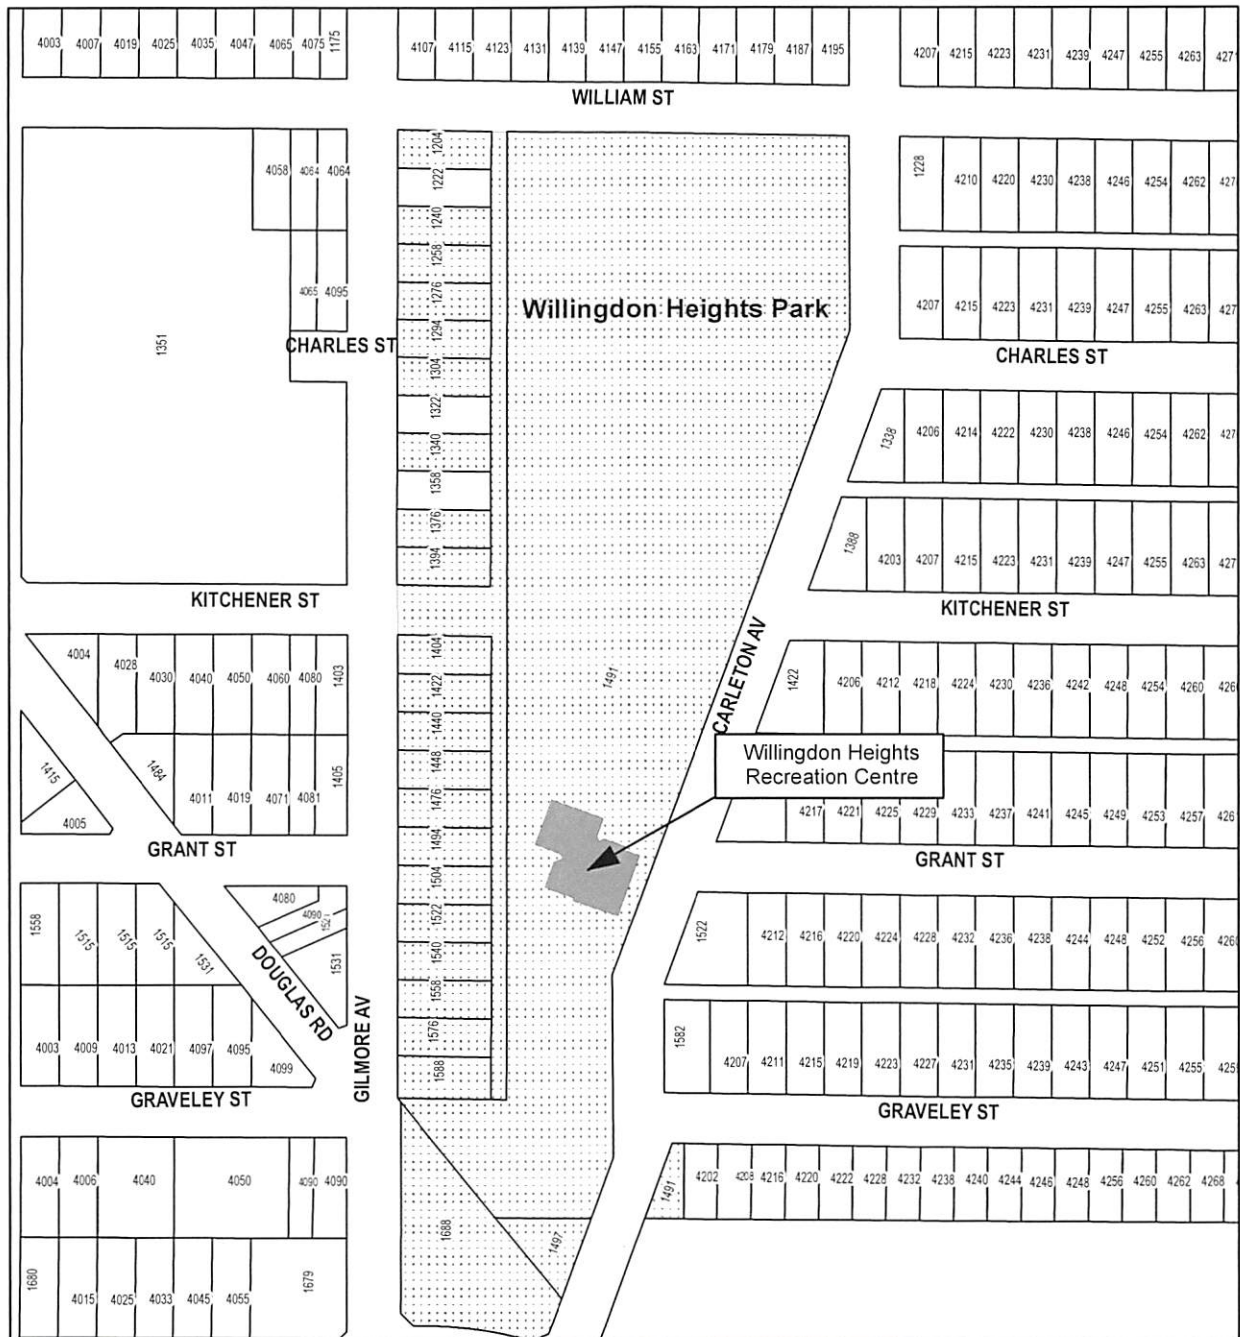 4003 4007 4019 4025 4035 4047 4065 4075 1175 4107 4115 4123 4131 4139 4147 4155 4163 4171 4179 4187 4195 4207 4215 4223 4231 4239 4247 4255 4263
WILLIAM ST
4058 4064 4064 1204 1228 4210 4220 4230 4238 4246 4254 4262
1222
1240
1258
4065 4095 1276 4207 4215 4223 4231 4239 4247 4255 4263
Willingdon Heights Park
1294
1351
CHARLES ST
CHARLES ST
1304
1322
1340
1338 4206 4214 4222 4230 4238 4246 4254 4262
1358
1376
1394
1388 4203 4207 4215 4223 4231 4239 4247 4255 4263
KITCHENER ST
KITCHENER ST
4004 4028 4030 4040 4050 4060 4080 1403 1404
1422
1440
1491
CARLETON AV
1422 4206 4212 4218 4224 4230 4236 4242 4248 4254 4260
1448
Willingdon Heights
Recreation Centre
1415 4005 1484 4011 4019 4071 4081 1405 1476
4217 4221 4225 4229 4233 4237 4241 4245 4249 4253 4257
1494
GRANT ST
GRANT ST
1504
1558 1515 1515 1515 1531 4080 4090 1531 1522
1522 4212 4216 4220 4224 4228 4232 4236 4238 4244 4248 4252 4256
1540
DOUGLAS RD
1558
GILMORE AV
1576
4003 4009 4013 4021 4097 4095 4099 1588
1582 4207 4211 4215 4219 4223 4227 4231 4235 4239 4243 4247 4251 4255
GRAVELEY ST
GRAVELEY ST
4004 4006 4040 4050 4090 4090
1491 4202 4208 4216 4220 4222 4228 4232 4238 4240 4244 4246 4248 4256 4260 4262 4268
1688 1497
1680 4015 4025 4033 4045 4055 1679